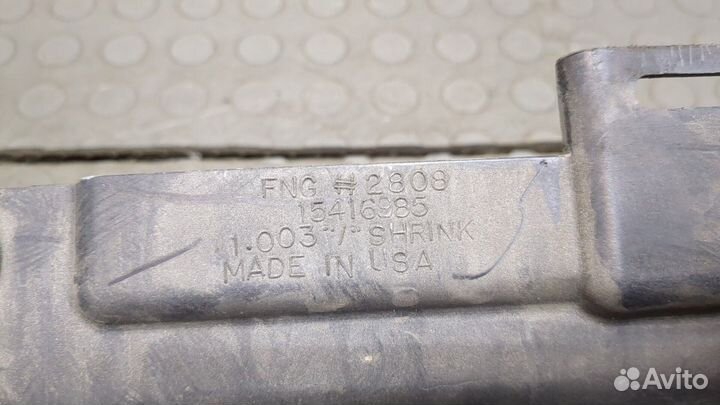 FNG #2808
15416985
1.003"/" SHRINK
MADE IN USA
Avito